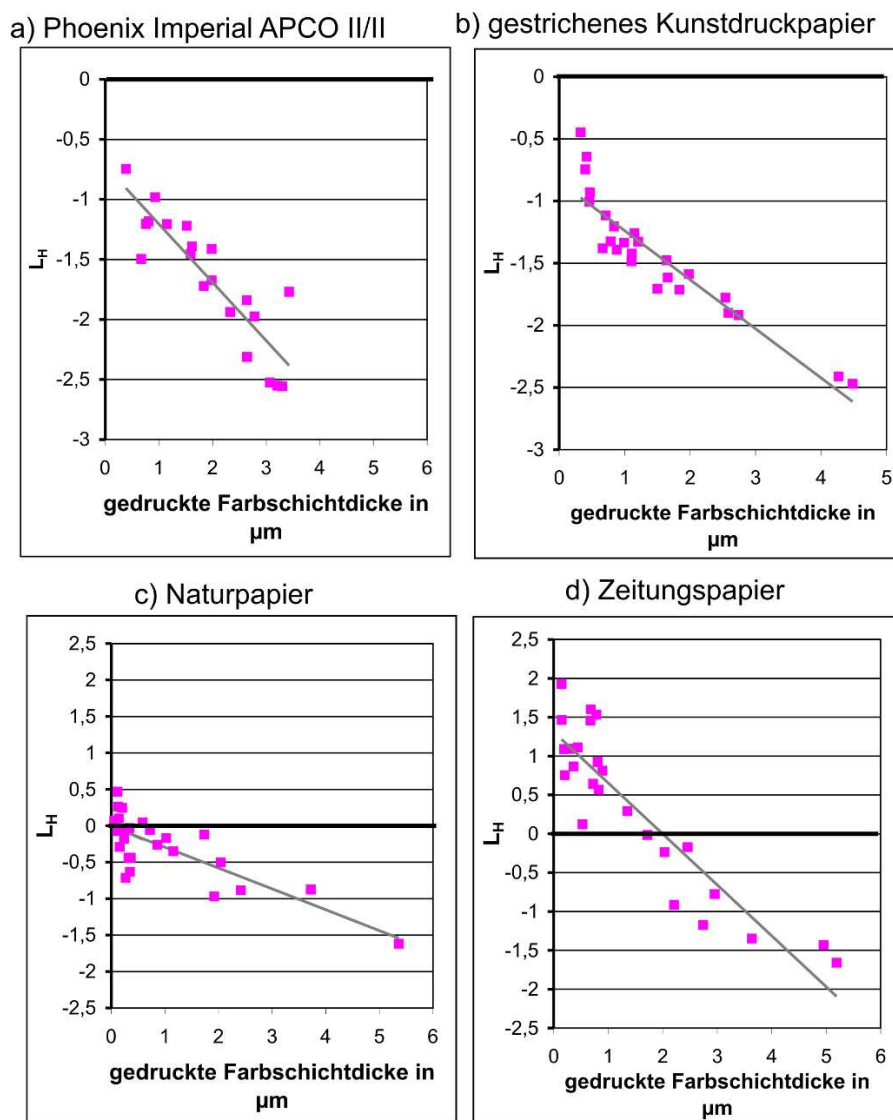 a) Phoenix Imperial APCO II/II
0
-0,5
-1
-1,5
-2
-2,5
-3
L_H
0 1 2 3 4 5 6
gedruckte Farbschichtdicke in
µm
b) gestrichenes Kunstdruckpapier
0
-0,5
-1
-1,5
-2
-2,5
-3
L_H
0 1 2 3 4 5
gedruckte Farbschichtdicke in
µm
c) Naturpapier
2,5
2
1,5
1
0,5
0
-0,5
-1
-1,5
-2
-2,5
L_H
0 1 2 3 4 5 6
gedruckte Farbschichtdicke in
µm
d) Zeitungspapier
2,5
2
1,5
1
0,5
0
-0,5
-1
-1,5
-2
-2,5
L_H
0 1 2 3 4 5 6
gedruckte Farbschichtdicke in
µm